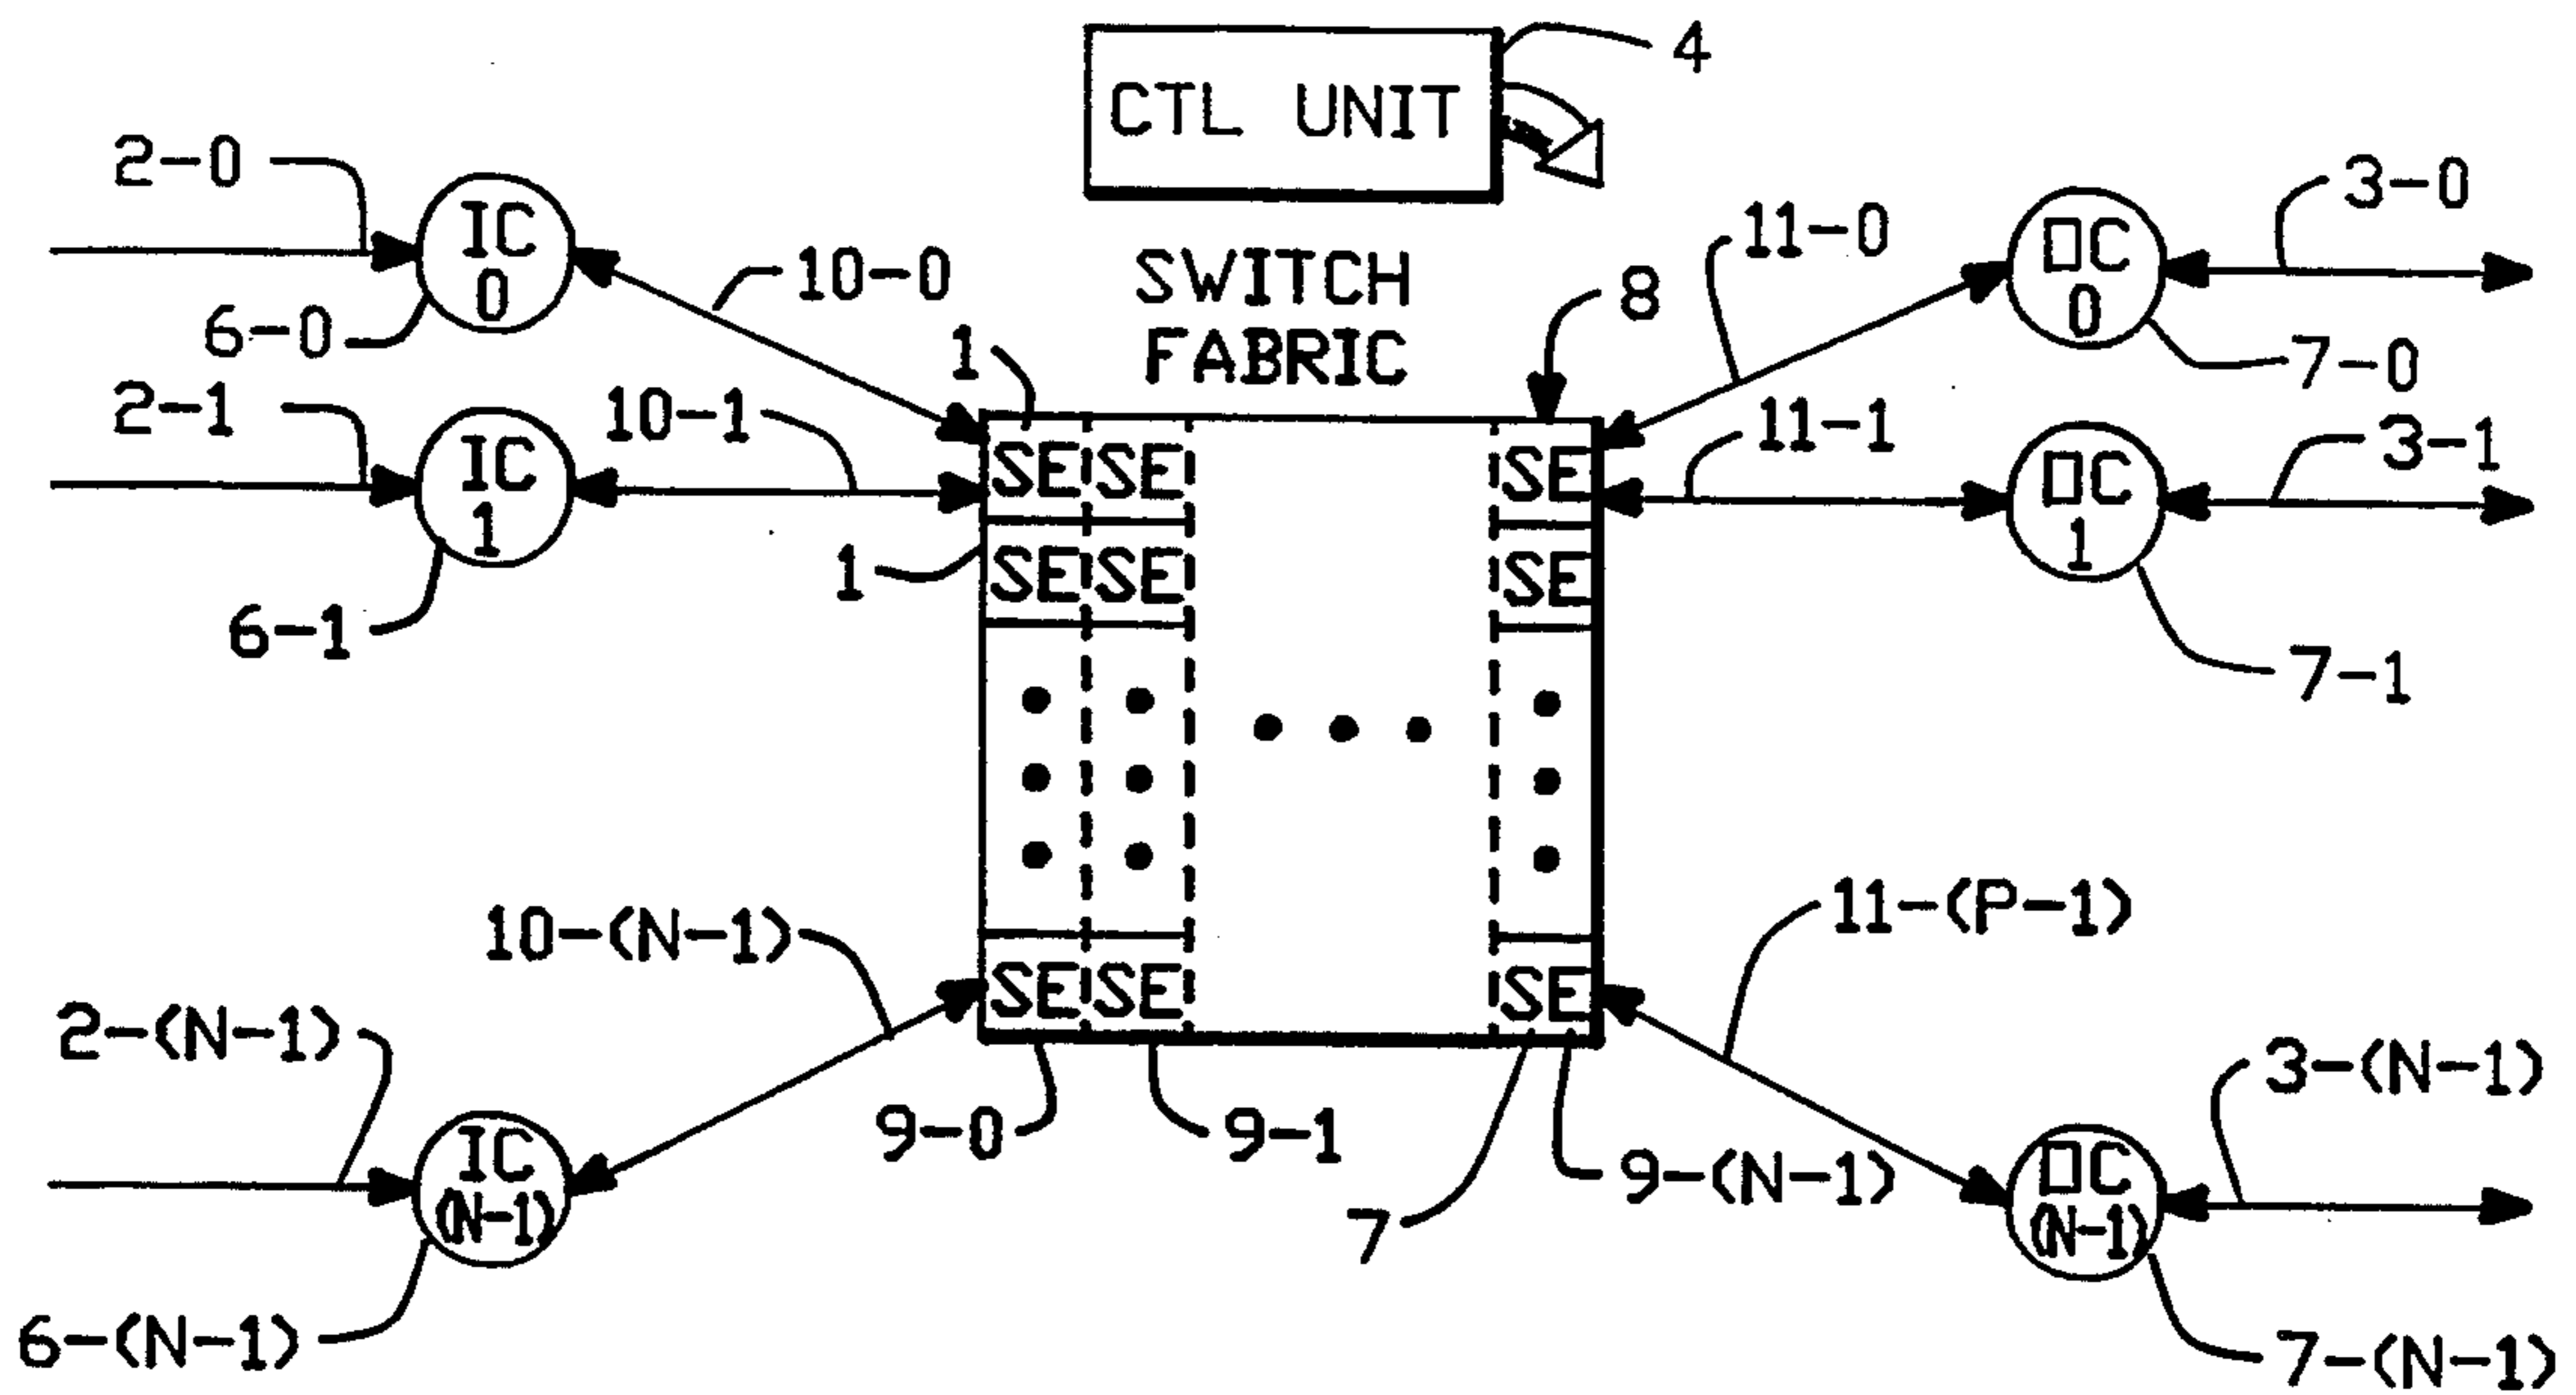 4
CTL UNIT
2-0
IC
0
6-0
10-0
SWITCH
FABRIC
8
11-0
OC
0
3-0
7-0
2-1
IC
1
6-1
10-1
1
1
SE SE SE
SE SE SE
11-1
OC
1
3-1
7-1
10-(N-1)
11-(P-1)
SE SE SE
2-(N-1)
IC
(N-1)
6-(N-1)
9-0
9-1
7
9-(N-1)
3-(N-1)
OC
(N-1)
7-(N-1)